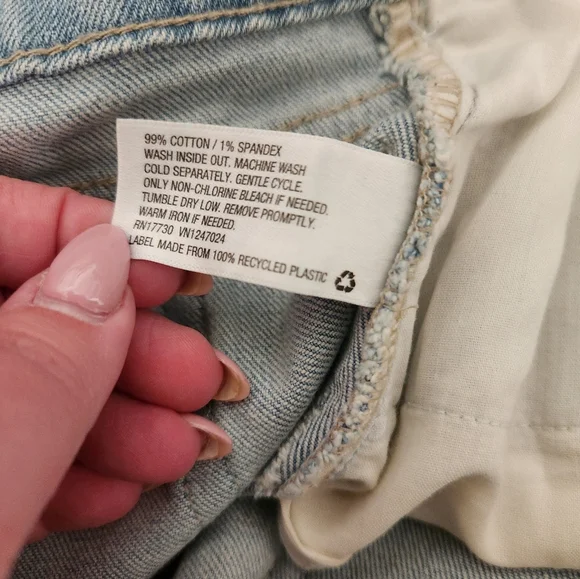 99% COTTON / 1% SPANDEX
WASH INSIDE OUT. MACHINE WASH
COLD SEPARATELY. GENTLE CYCLE.
ONLY NON-CHLORINE BLEACH IF NEEDED.
TUMBLE DRY LOW. REMOVE PROMPTLY.
WARM IRON IF NEEDED.
RN17730 VN1247024
LABEL MADE FROM 100% RECYCLED PLASTIC